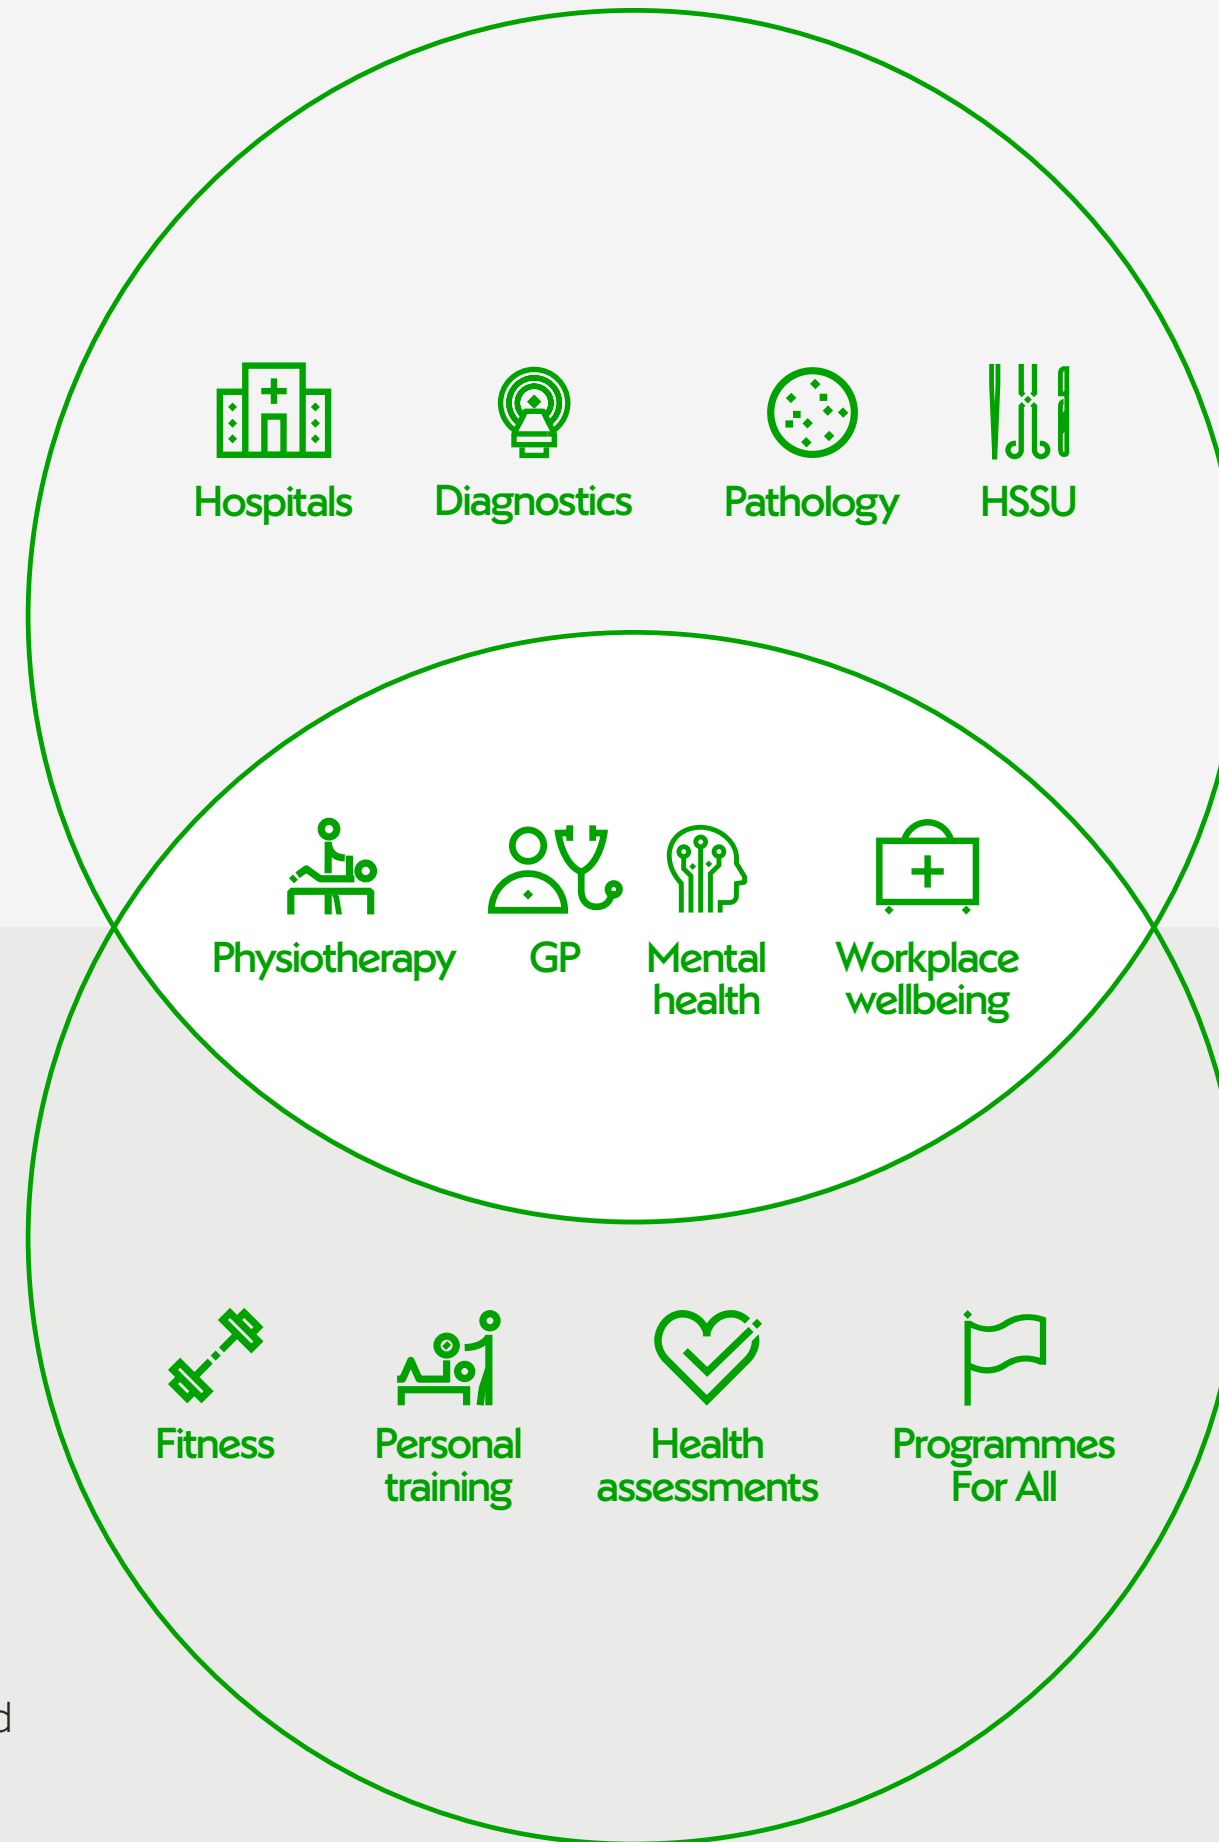 Hospitals
Diagnostics
Pathology
HSSU
Physiotherapy
GP
Mental
health
Workplace
wellbeing
Fitness
Personal
training
Health
assessments
Programmes
For All
d